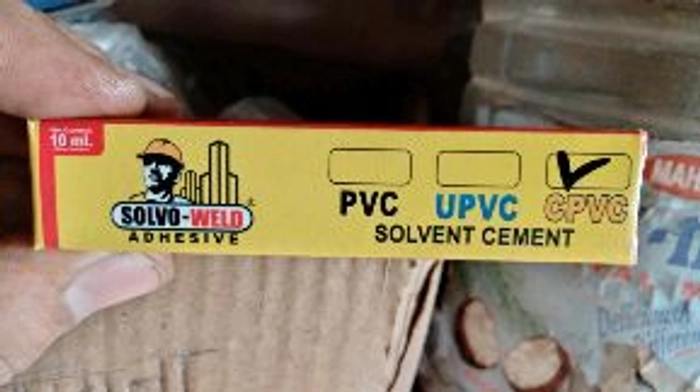 10 ml.
SOLVO-WELD
ADHESIVE
PVC UPVC CPVC
SOLVENT CEMENT
MAH